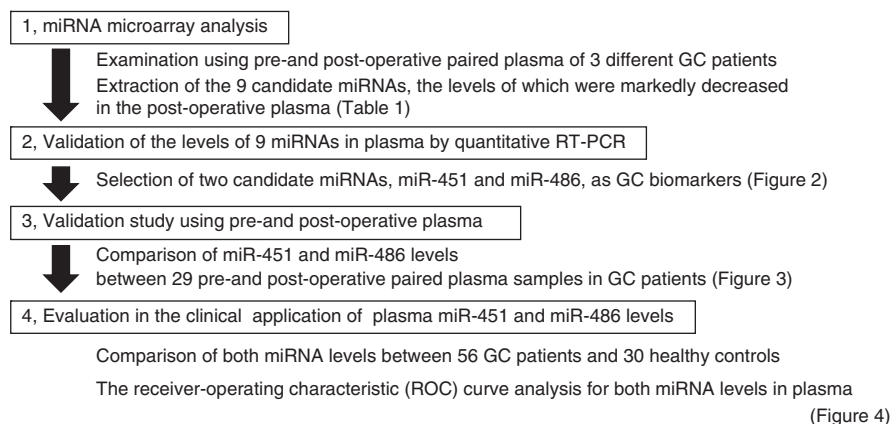 1, miRNA microarray analysis
Examination using pre-and post-operative paired plasma of 3 different GC patients
Extraction of the 9 candidate miRNAs, the levels of which were markedly decreased
in the post-operative plasma (Table 1)
2, Validation of the levels of 9 miRNAs in plasma by quantitative RT-PCR
Selection of two candidate miRNAs, miR-451 and miR-486, as GC biomarkers (Figure 2)
3, Validation study using pre-and post-operative plasma
Comparison of miR-451 and miR-486 levels
between 29 pre-and post-operative paired plasma samples in GC patients (Figure 3)
4, Evaluation in the clinical application of plasma miR-451 and miR-486 levels
Comparison of both miRNA levels between 56 GC patients and 30 healthy controls
The receiver-operating characteristic (ROC) curve analysis for both miRNA levels in plasma
(Figure 4)